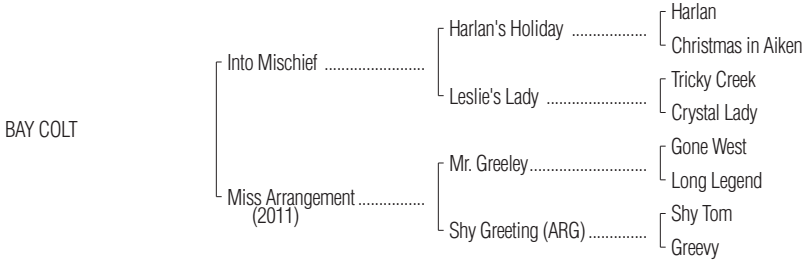 Harlan
Harlan's Holiday ..................
Christmas in Aiken
Into Mischief ........................
Tricky Creek
Leslie's Lady ........................
Crystal Lady
BAY COLT
Gone West
Mr. Greeley............................
Long Legend
Miss Arrangement ................
(2011)
Shy Tom
Shy Greeting (ARG) ..............
Greevy